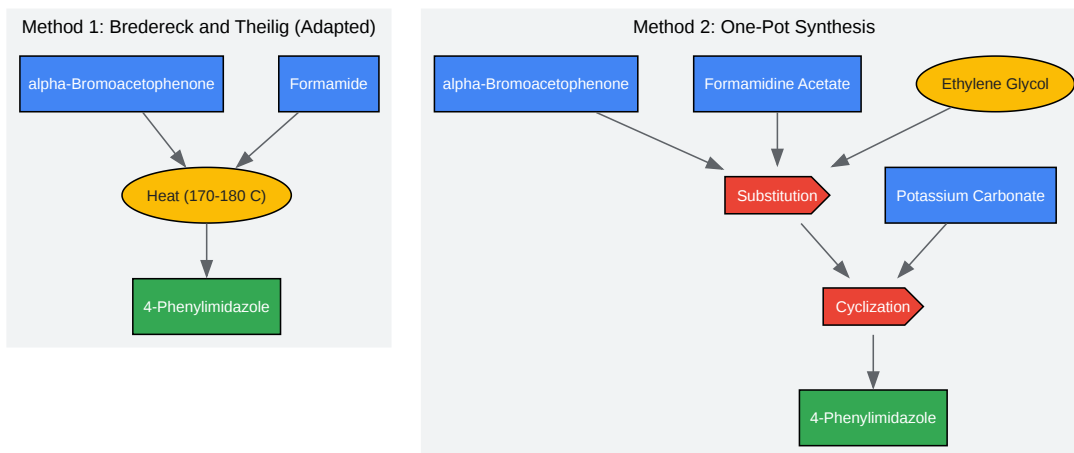 Method 1: Bredereck and Theilig (Adapted)
alpha-Bromoacetophenone
Formamide
Heat (170-180 C)
4-Phenylimidazole
Method 2: One-Pot Synthesis
alpha-Bromoacetophenone
Formamidine Acetate
Ethylene Glycol
Substitution
Potassium Carbonate
Cyclization
4-Phenylimidazole